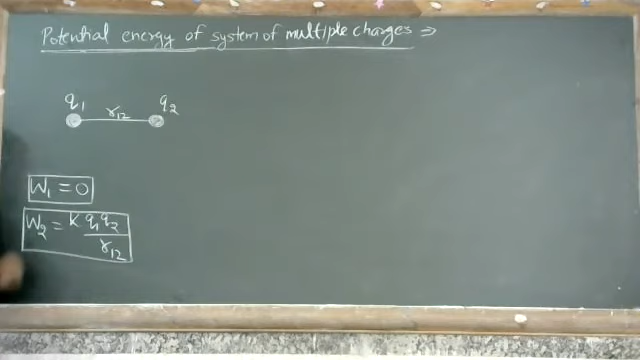 Potential energy of system of multiple charges ⇒
q₁ q₂
r₁₂
W₁ = 0
W₂ = K q₁q₂
r₁₂